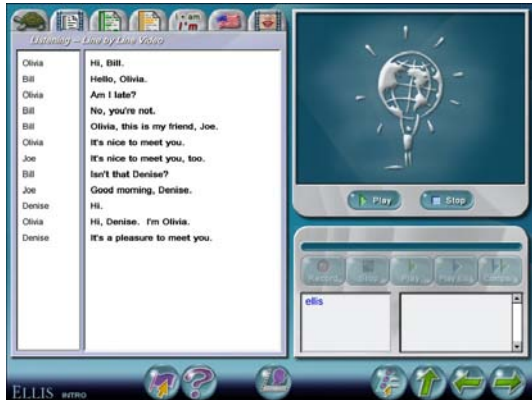 I am
I'm
Listening – Line by Line Video
Olivia Hi, Bill.
Bill Hello, Olivia.
Olivia Am I late?
Bill No, you're not.
Bill Olivia, this is my friend, Joe.
Olivia It's nice to meet you.
Joe It's nice to meet you, too.
Bill Isn't that Denise?
Joe Good morning, Denise.
Denise Hi.
Olivia Hi, Denise. I'm Olivia.
Denise It's a pleasure to meet you.
Play Stop
Record Stop Play
ellis
ELLIS INTRO